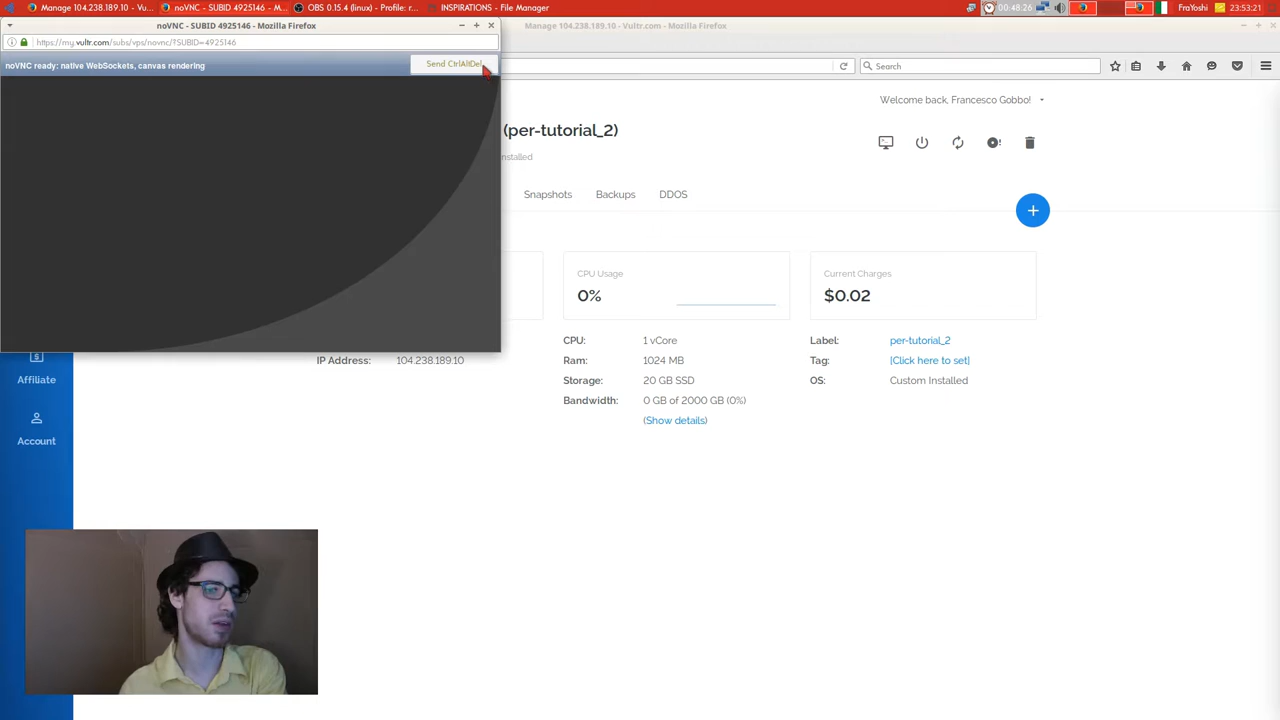 Manage 104.238.189.10 - Vu...
noVNC - SUBID 4925146 - M...
OBS 0.15.4 (linux) - Profile: r...
INSPIRATIONS - File Manager
00:48:26
FraYoshi
23:53:21
noVNC - SUBID 4925146 - Mozilla Firefox
Manage 104.238.189.10 - Vultr.com - Mozilla Firefox
https://my.vultr.com/subs/vps/novnc/?SUBID=4925146
noVNC ready: native WebSockets, canvas rendering
Send CtrlAltDel
Search
Welcome back, Francesco Gobbo!
(per-tutorial_2)
nstalled
Snapshots
Backups
DDOS
CPU Usage
0%
Current Charges
$0.02
IP Address: 104.238.189.10
CPU: 1 vCore
Ram: 1024 MB
Storage: 20 GB SSD
Bandwidth: 0 GB of 2000 GB (0%)
(Show details)
Label: per-tutorial_2
Tag: [Click here to set]
OS: Custom Installed
Affiliate
Account